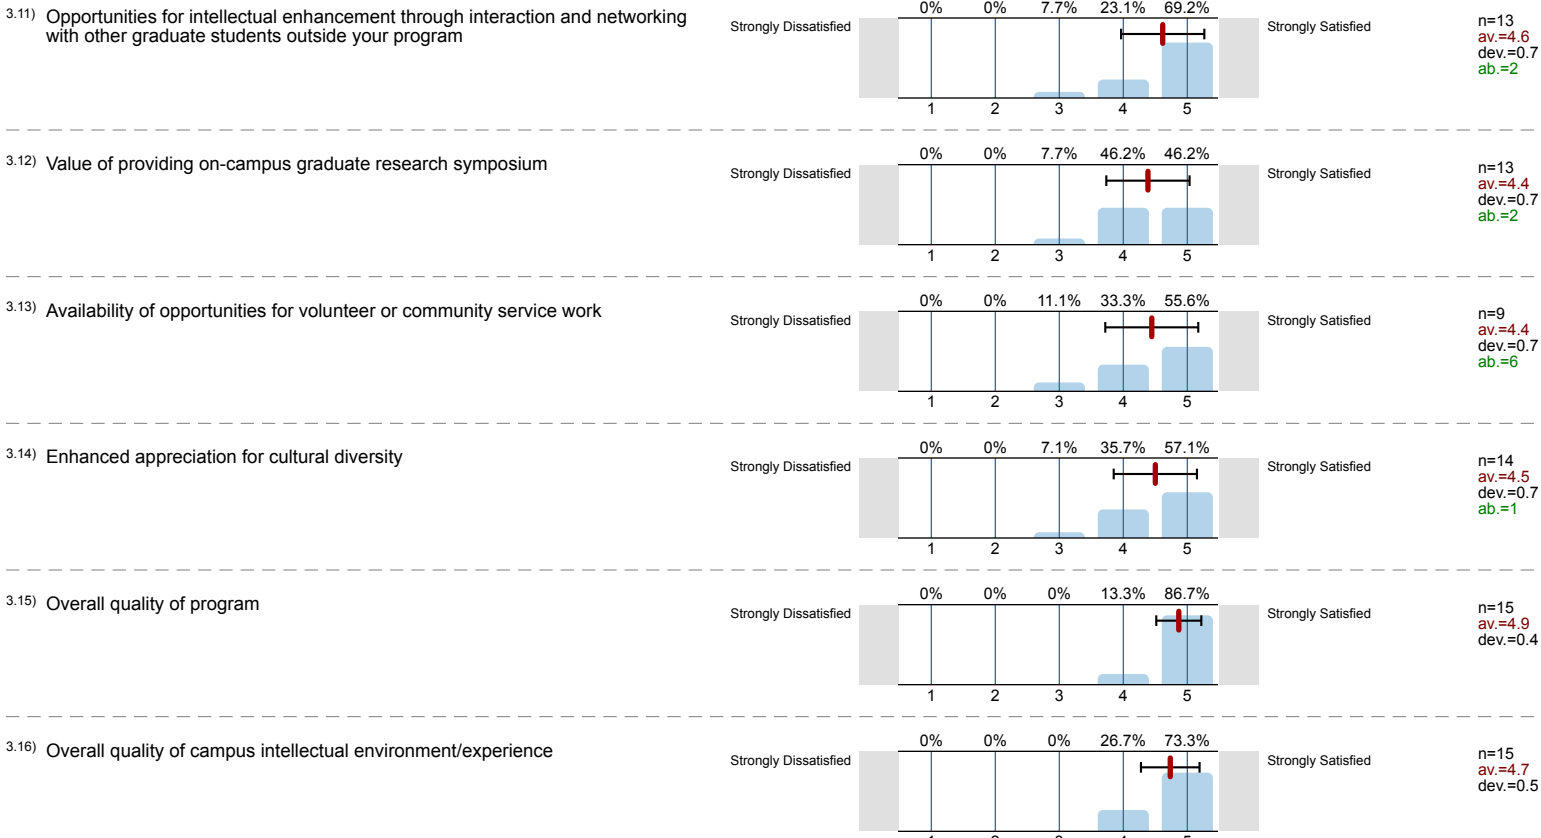 3.11) Opportunities for intellectual enhancement through interaction and networking
with other graduate students outside your program
0% 0% 7.7% 23.1% 69.2%
Strongly Dissatisfied
Strongly Satisfied
1 2 3 4 5
n=13
av.=4.6
dev.=0.7
ab.=2
3.12) Value of providing on-campus graduate research symposium
0% 0% 7.7% 46.2% 46.2%
Strongly Dissatisfied
Strongly Satisfied
1 2 3 4 5
n=13
av.=4.4
dev.=0.7
ab.=2
3.13) Availability of opportunities for volunteer or community service work
0% 0% 11.1% 33.3% 55.6%
Strongly Dissatisfied
Strongly Satisfied
1 2 3 4 5
n=9
av.=4.4
dev.=0.7
ab.=6
3.14) Enhanced appreciation for cultural diversity
0% 0% 7.1% 35.7% 57.1%
Strongly Dissatisfied
Strongly Satisfied
1 2 3 4 5
n=14
av.=4.5
dev.=0.7
ab.=1
3.15) Overall quality of program
0% 0% 0% 13.3% 86.7%
Strongly Dissatisfied
Strongly Satisfied
1 2 3 4 5
n=15
av.=4.9
dev.=0.4
3.16) Overall quality of campus intellectual environment/experience
0% 0% 0% 26.7% 73.3%
Strongly Dissatisfied
Strongly Satisfied
n=15
av.=4.7
dev.=0.5